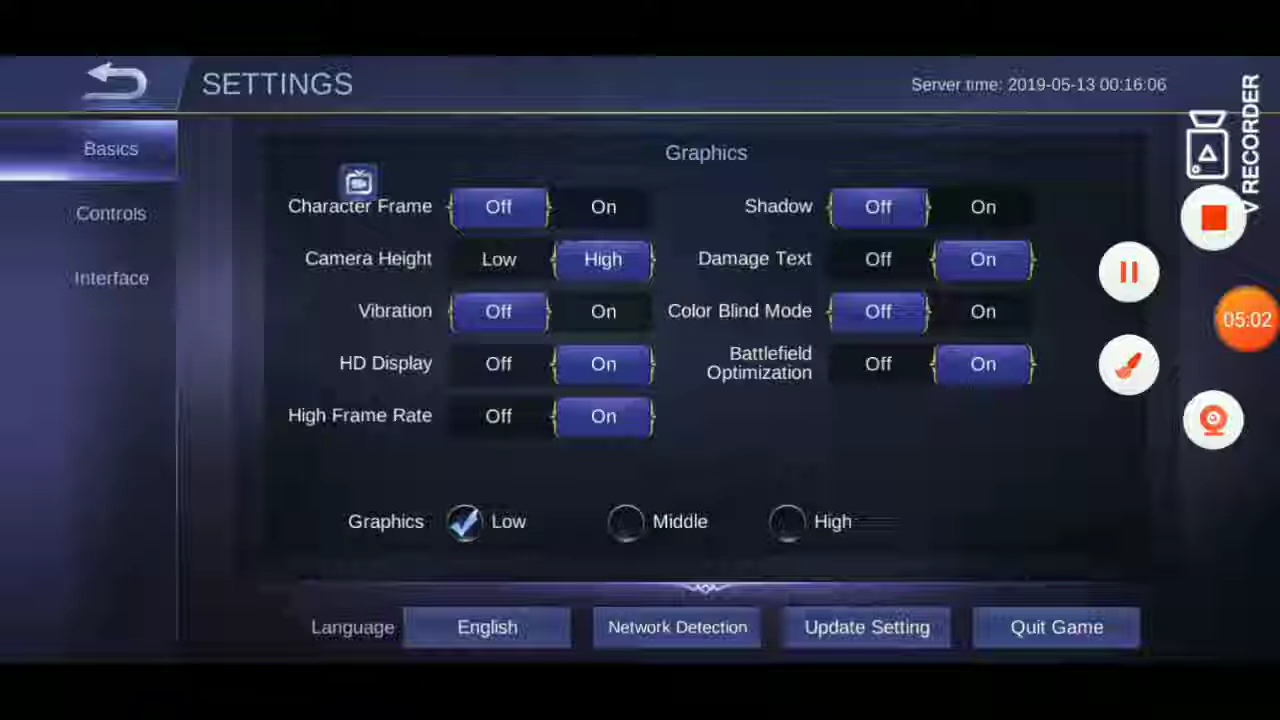 SETTINGS
Server time: 2019-05-13 00:16:06
V RECORDER
Basics
Controls
Interface
Graphics
Character Frame Off On
Shadow Off On
Camera Height Low High
Damage Text Off On
Vibration Off On
Color Blind Mode Off On
HD Display Off On
Battlefield
Optimization Off On
High Frame Rate Off On
05:02
Graphics Low Middle High
Language English Network Detection Update Setting Quit Game